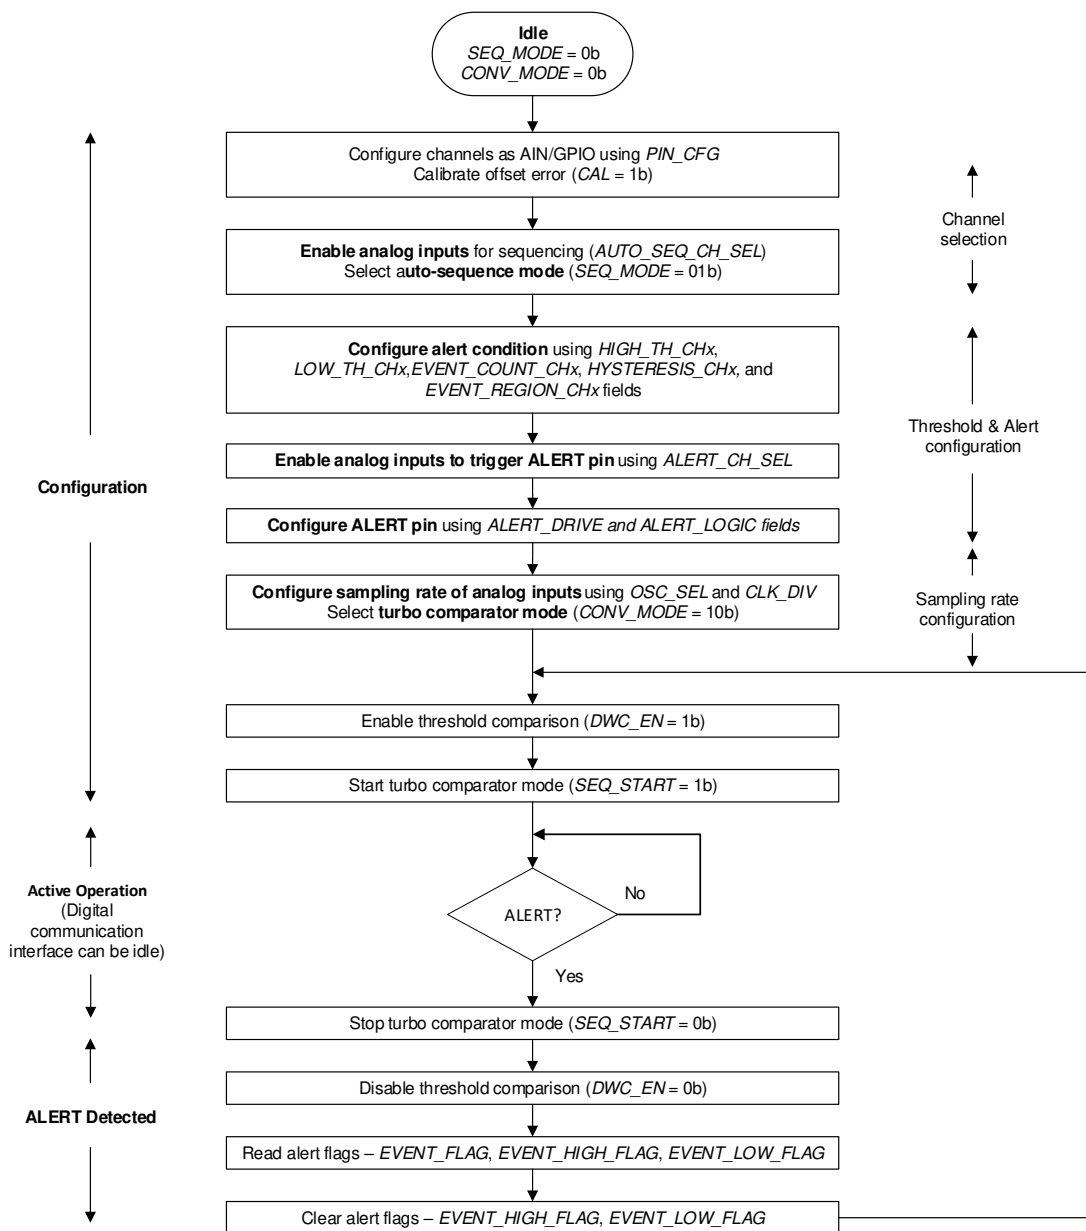 Idle
SEQ_MODE = 0b
CONV_MODE = 0b
Configure channels as AIN/GPIO using PIN_CFG
Calibrate offset error (CAL = 1b)
Channel
selection
Enable analog inputs for sequencing (AUTO_SEQ_CH_SEL)
Select auto-sequence mode (SEQ_MODE = 01b)
Configure alert condition using HIGH_TH_CHx,
LOW_TH_CHx,EVENT_COUNT_CHx, HYSTERESIS_CHx, and
EVENT_REGION_CHx fields
Threshold & Alert
configuration
Enable analog inputs to trigger ALERT pin using ALERT_CH_SEL
Configuration
Configure ALERT pin using ALERT_DRIVE and ALERT_LOGIC fields
Configure sampling rate of analog inputs using OSC_SEL and CLK_DIV
Select turbo comparator mode (CONV_MODE = 10b)
Sampling rate
configuration
Enable threshold comparison (DWC_EN = 1b)
Start turbo comparator mode (SEQ_START = 1b)
Active Operation
(Digital
communication
interface can be idle)
ALERT?
No
Yes
Stop turbo comparator mode (SEQ_START = 0b)
Disable threshold comparison (DWC_EN = 0b)
ALERT Detected
Read alert flags – EVENT_FLAG, EVENT_HIGH_FLAG, EVENT_LOW_FLAG
Clear alert flags – EVENT_HIGH_FLAG, EVENT_LOW_FLAG